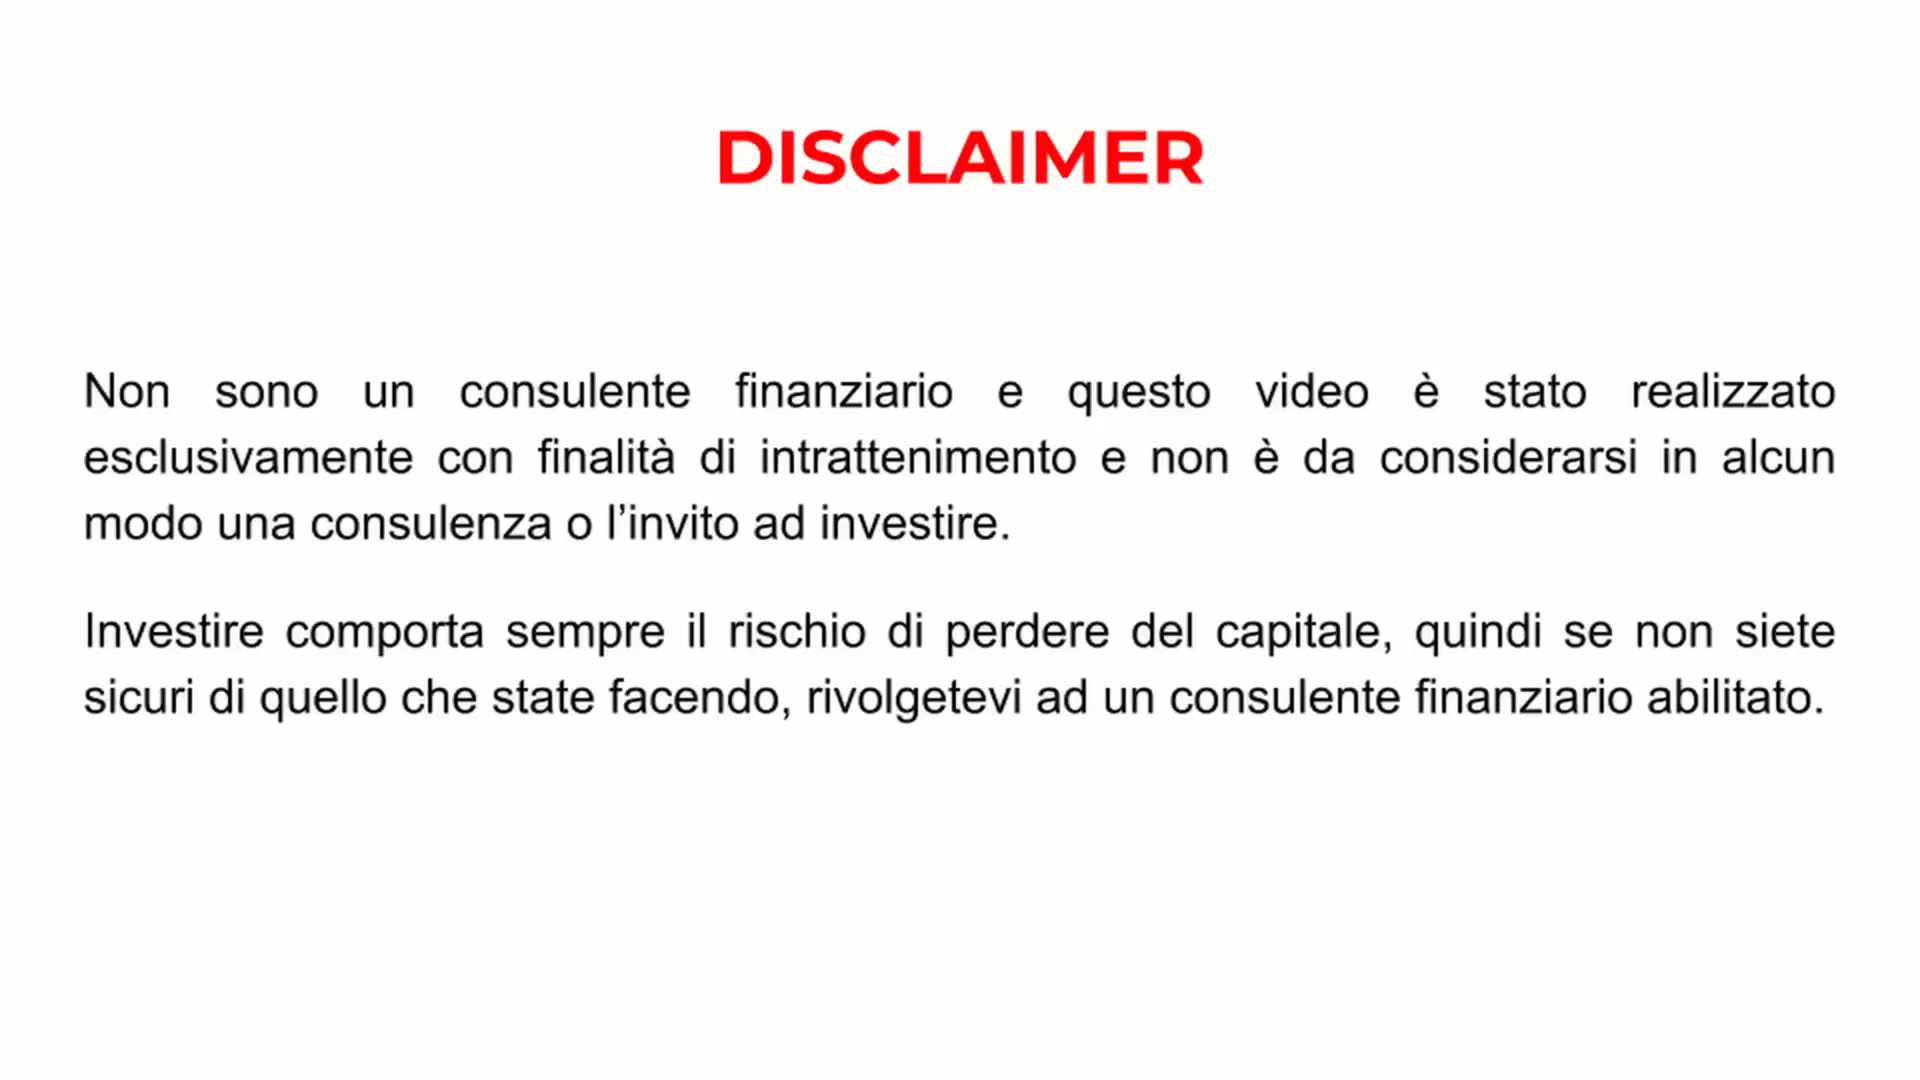 DISCLAIMER
Non sono un consulente finanziario e questo video è stato realizzato
esclusivamente con finalità di intrattenimento e non è da considerarsi in alcun
modo una consulenza o l’invito ad investire.
Investire comporta sempre il rischio di perdere del capitale, quindi se non siete
sicuri di quello che state facendo, rivolgetevi ad un consulente finanziario abilitato.